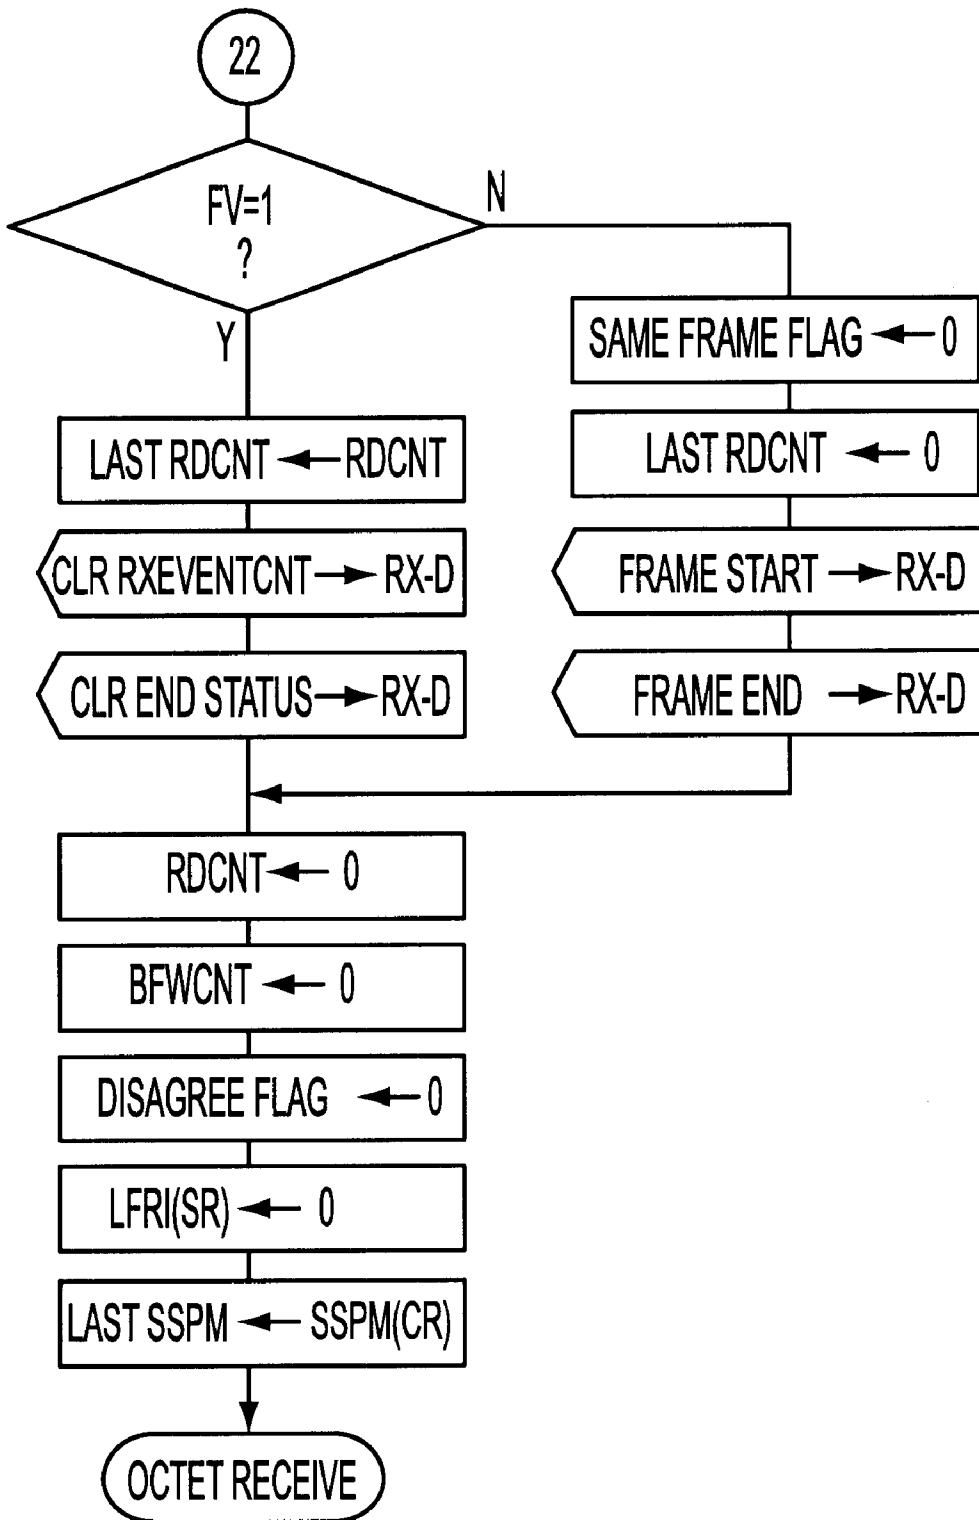 22
FV=1
?
N
Y
SAME FRAME FLAG ← 0
LAST RDCNT ← 0
FRAME START → RX-D
FRAME END → RX-D
LAST RDCNT ← RDCNT
CLR RXEVENTCNT → RX-D
CLR END STATUS → RX-D
RDCNT ← 0
BFWCNT ← 0
DISAGREE FLAG ← 0
LFRI(SR) ← 0
LAST SSPM ← SSPM(CR)
OCTET RECEIVE